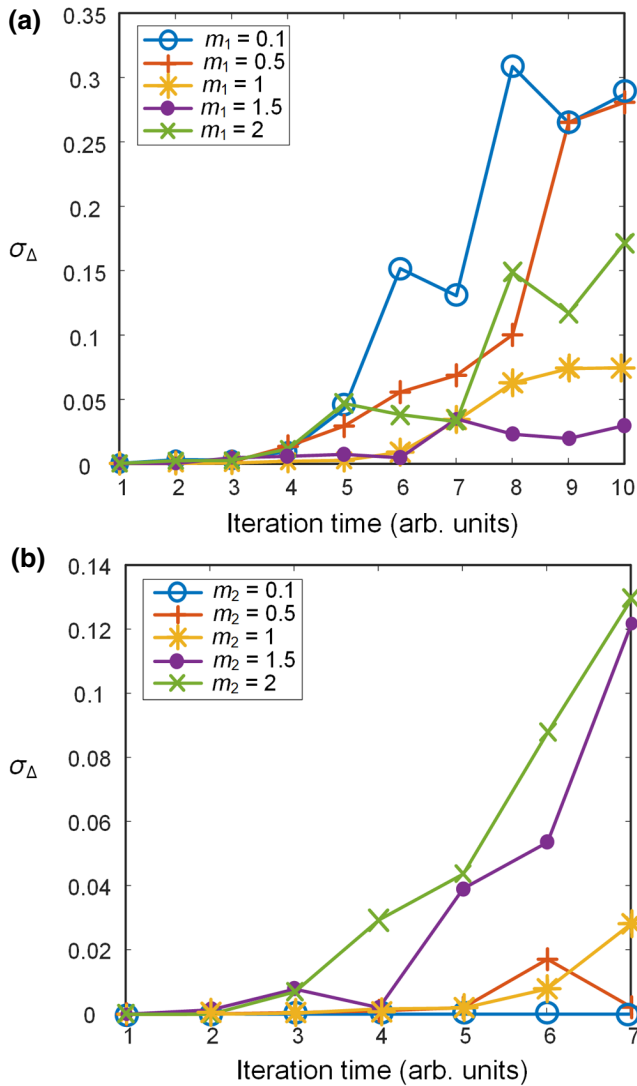 (a)
m₁ = 0.1
m₁ = 0.5
m₁ = 1
m₁ = 1.5
m₁ = 2
0.35
0.3
0.25
0.2
0.15
0.1
0.05
0
σΔ
1 2 3 4 5 6 7 8 9 10
Iteration time (arb. units)
(b)
m₂ = 0.1
m₂ = 0.5
m₂ = 1
m₂ = 1.5
m₂ = 2
0.14
0.12
0.1
0.08
0.06
0.04
0.02
0
σΔ
1 2 3 4 5 6 7
Iteration time (arb. units)